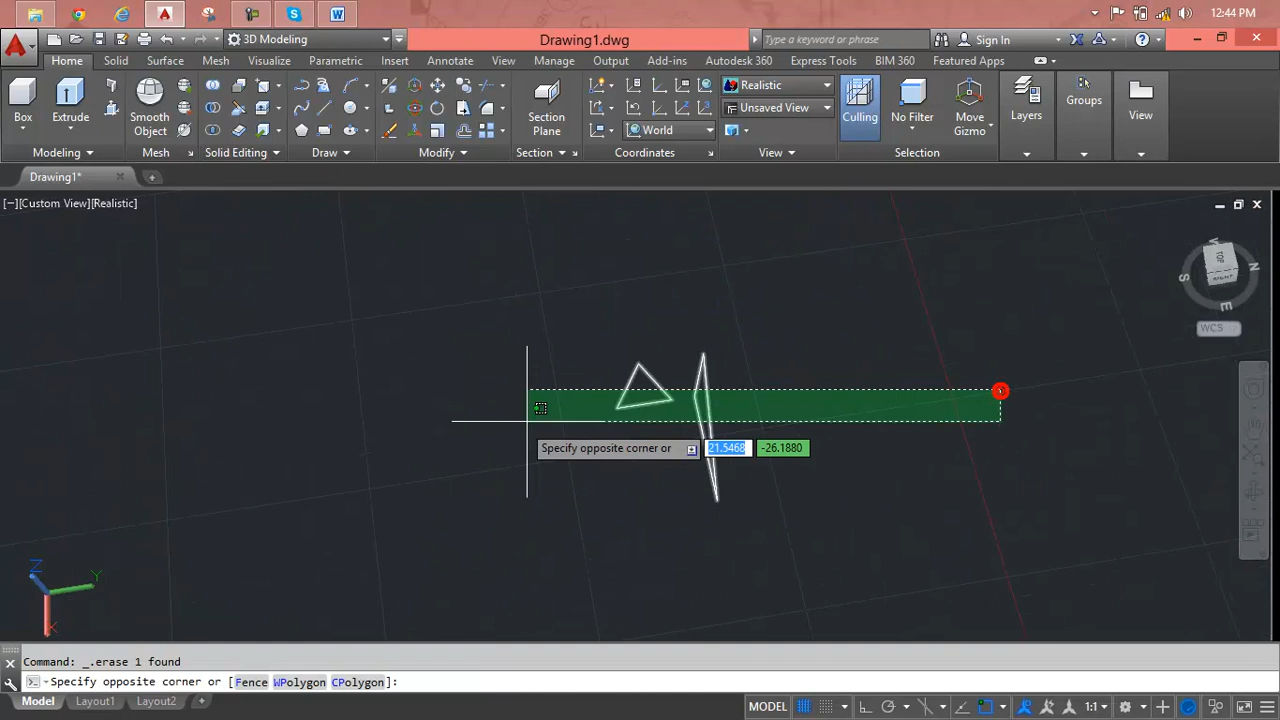 12:44 PM
3D Modeling
Drawing1.dwg
Type a keyword or phrase
Sign In
Home Solid Surface Mesh Visualize Parametric Insert Annotate View Manage Output Add-ins Autodesk 360 Express Tools BIM 360 Featured Apps
Box
Extrude
Smooth Object
Section Plane
World
Realistic
Unsaved View
Culling
No Filter
Move Gizmo
Layers
Groups
View
Modeling Mesh Solid Editing Draw Modify Section Coordinates View Selection
Drawing1*
[−][Custom View][Realistic]
W
S
N
E
TOP
WCS
Specify opposite corner or 21.5468 -26.1880
Z
Y
X
Command: _.erase 1 found
Specify opposite corner or [Fence WPolygon CPolygon]:
Model Layout1 Layout2
MODEL
1:1